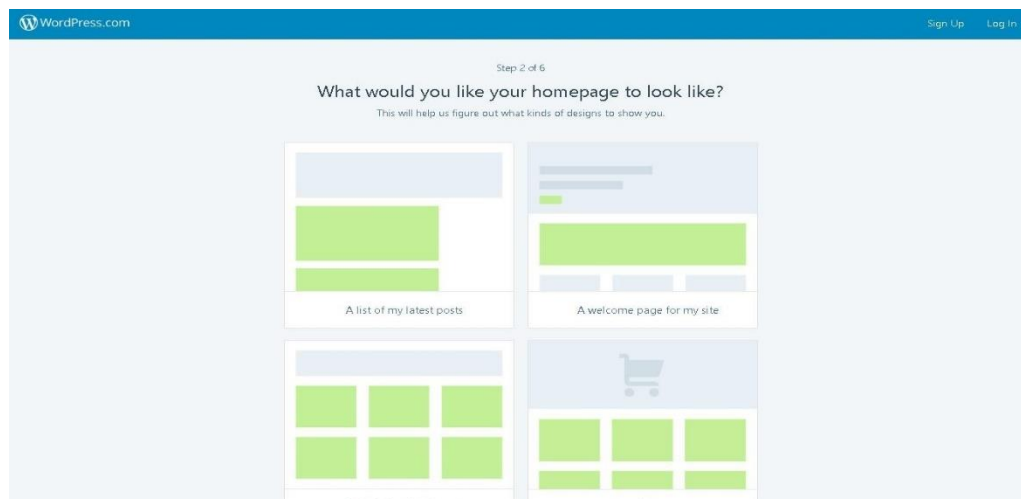 WordPress.com
Sign Up
Log In
Step 2 of 6
What would you like your homepage to look like?
This will help us figure out what kinds of designs to show you.
A list of my latest posts
A welcome page for my site